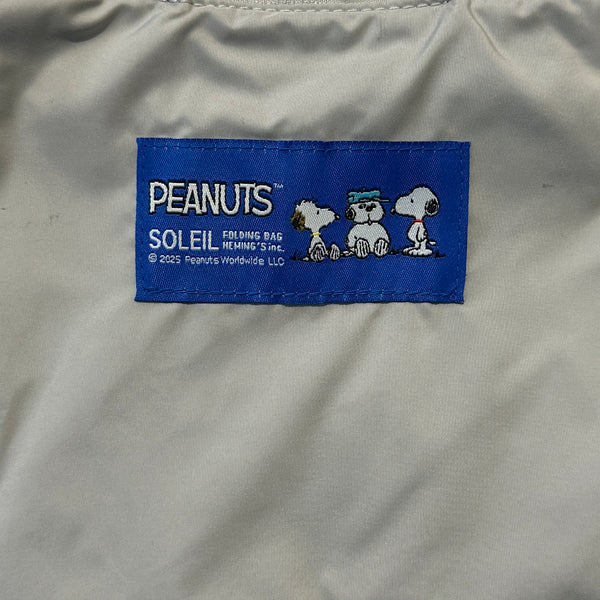 PEANUTS™
SOLEIL FOLDING BAG
HEMING'S inc.
© 2025 Peanuts Worldwide LLC